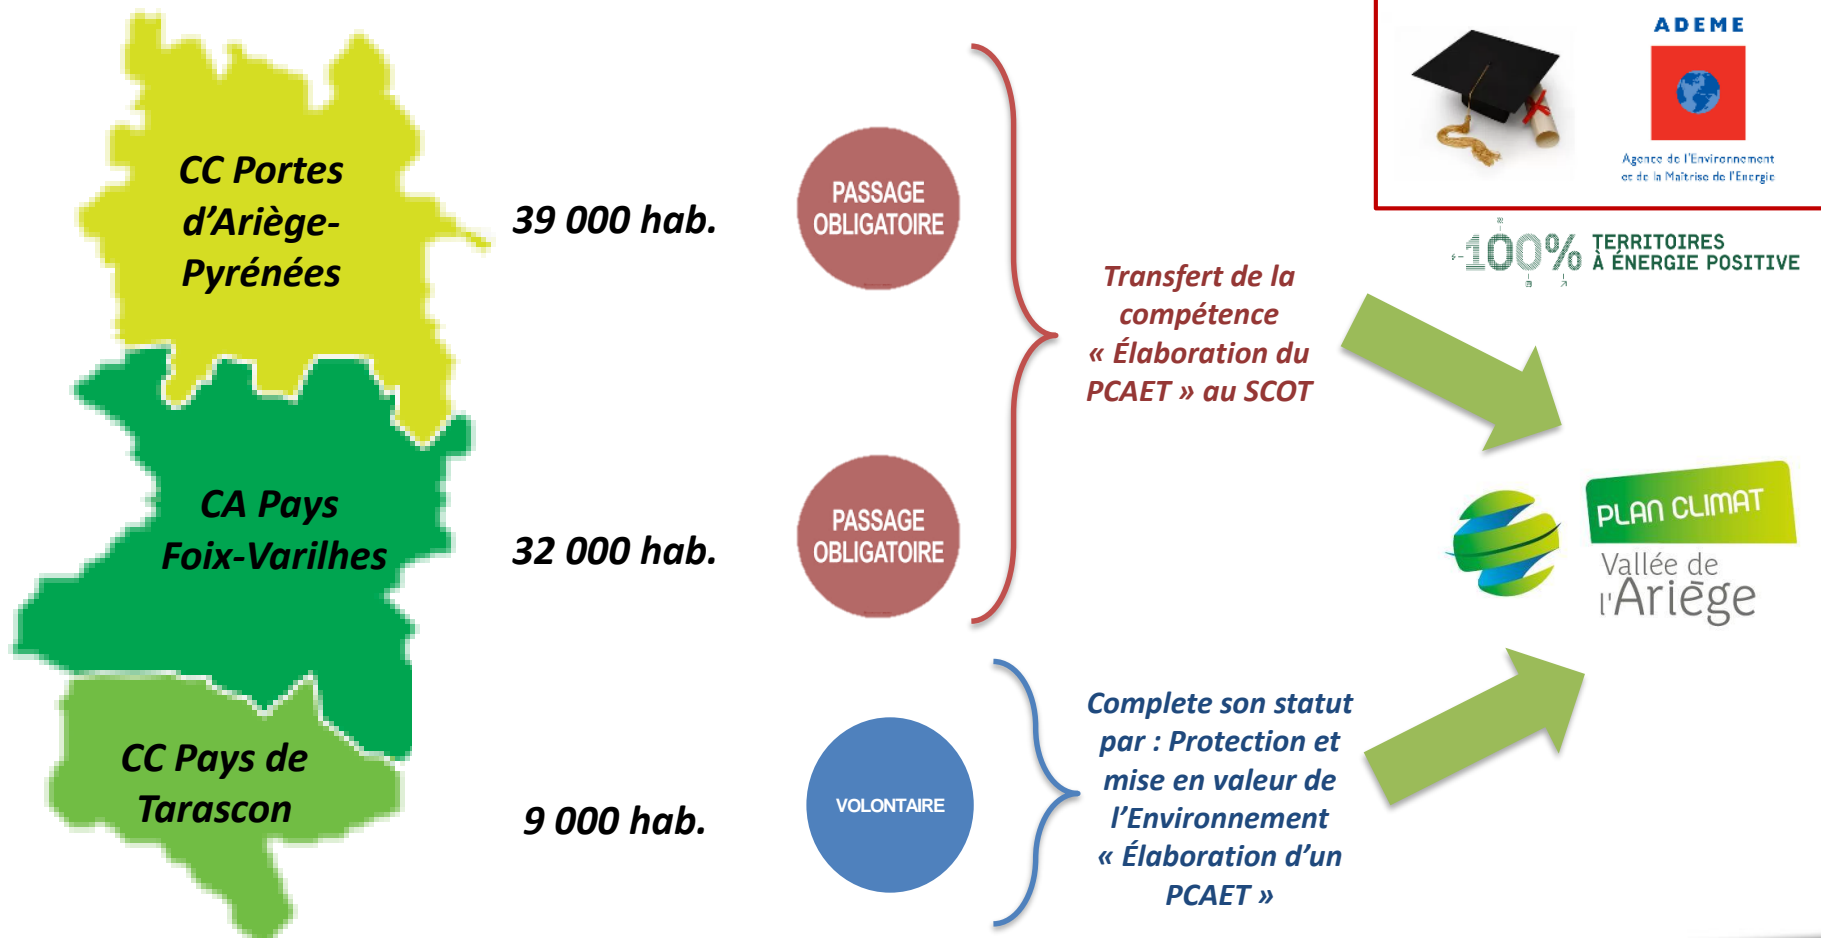 CC Portes
d'Ariège-
Pyrénées
39 000 hab.
PASSAGE
OBLIGATOIRE
CA Pays
Foix-Varilhes
32 000 hab.
PASSAGE
OBLIGATOIRE
CC Pays de
Tarascon
9 000 hab.
VOLONTAIRE
Transfert de la
compétence
« Élaboration du
PCAET » au SCOT
Complete son statut
par : Protection et
mise en valeur de
l'Environnement
« Élaboration d'un
PCAET »
ADEME
Agence de l'Environnement
et de la Maîtrise de l'Energie
100% TERRITOIRES
À ÉNERGIE POSITIVE
PLAN CLIMAT
Vallée de
l'Ariège